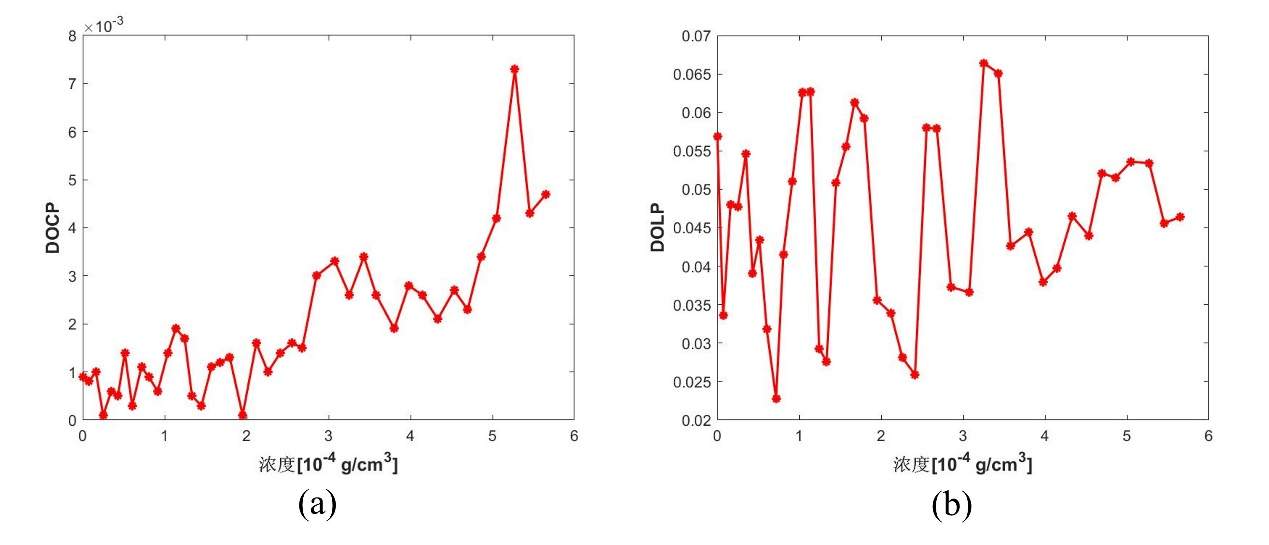 ×10-3
8
7
6
5
4
3
2
1
0
DOCP
0 1 2 3 4 5 6
浓度[10-4 g/cm3]
(a)
0.07
0.065
0.06
0.055
0.05
0.045
0.04
0.035
0.03
0.025
0.02
DOLP
0 1 2 3 4 5 6
浓度[10-4 g/cm3]
(b)